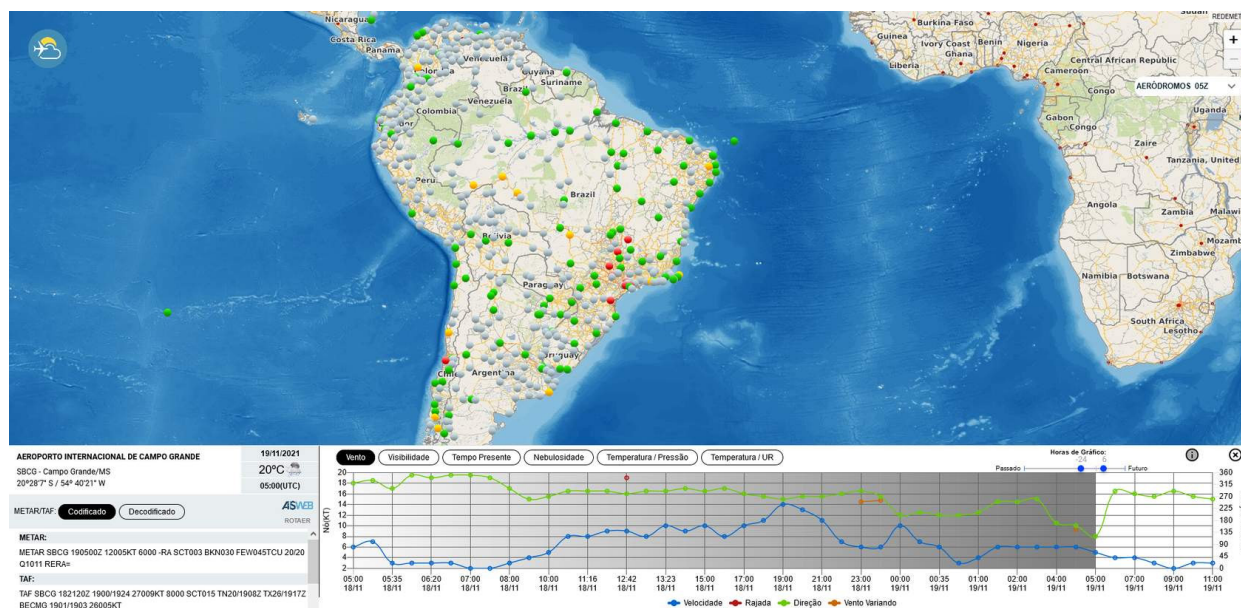 Nicaragua
Costa Rica
Panama
Venezuela
Guyana
Suriname
Colombia
Venezuela
Brazil
Peru
Bolivia
Paraguay
Uruguay
Argentina
Burkina Faso
Guinea
Ivory Coast
Benin
Nigeria
Ghana
Liberia
Central African Republic
Cameroon
Congo
Gabon
Congo
Uganda
Zaire
Tanzania, United
Angola
Zambia
Malawi
Mozamb
Zimbabwe
Namibia
Botswana
South Africa
Lesotho
REDEMET
+
−
AERÓDROMOS 05Z
AEROPORTO INTERNACIONAL DE CAMPO GRANDE
SBCG - Campo Grande/MS
20°28'7" S / 54° 40'21" W
19/11/2021
20°C
05:00(UTC)
METAR/TAF:
Codificado
Decodificado
ROTAER
METAR:
METAR SBCG 190500Z 12005KT 6000 -RA SCT003 BKN030 FEW045TCU 20/20
Q1011 RERA=
TAF:
TAF SBCG 182120Z 1900/1924 27009KT 8000 SCT015 TN20/1908Z TX26/1917Z
BECMG 1901/1903 26005KT
Vento
Visibilidade
Tempo Presente
Nebulosidade
Temperatura / Pressão
Temperatura / UR
Horas de Gráfico:
-24 6
Passado
Futuro
Nó(KT)
20
18
16
14
12
10
8
6
4
2
360
315
270
225
180
135
90
45
0
05:00 05:35 06:20 07:00 08:00 09:00 11:16 12:42 13:23 15:00 17:00 19:00 21:00 23:00 00:00 00:35 01:20 02:00 04:00 05:00 07:00 09:00 11:00
18/11 18/11 18/11 18/11 18/11 18/11 18/11 18/11 18/11 18/11 18/11 18/11 18/11 18/11 19/11 19/11 19/11 19/11 19/11 19/11 19/11 19/11 19/11
Velocidade
Rajada
Direção
Vento Variando